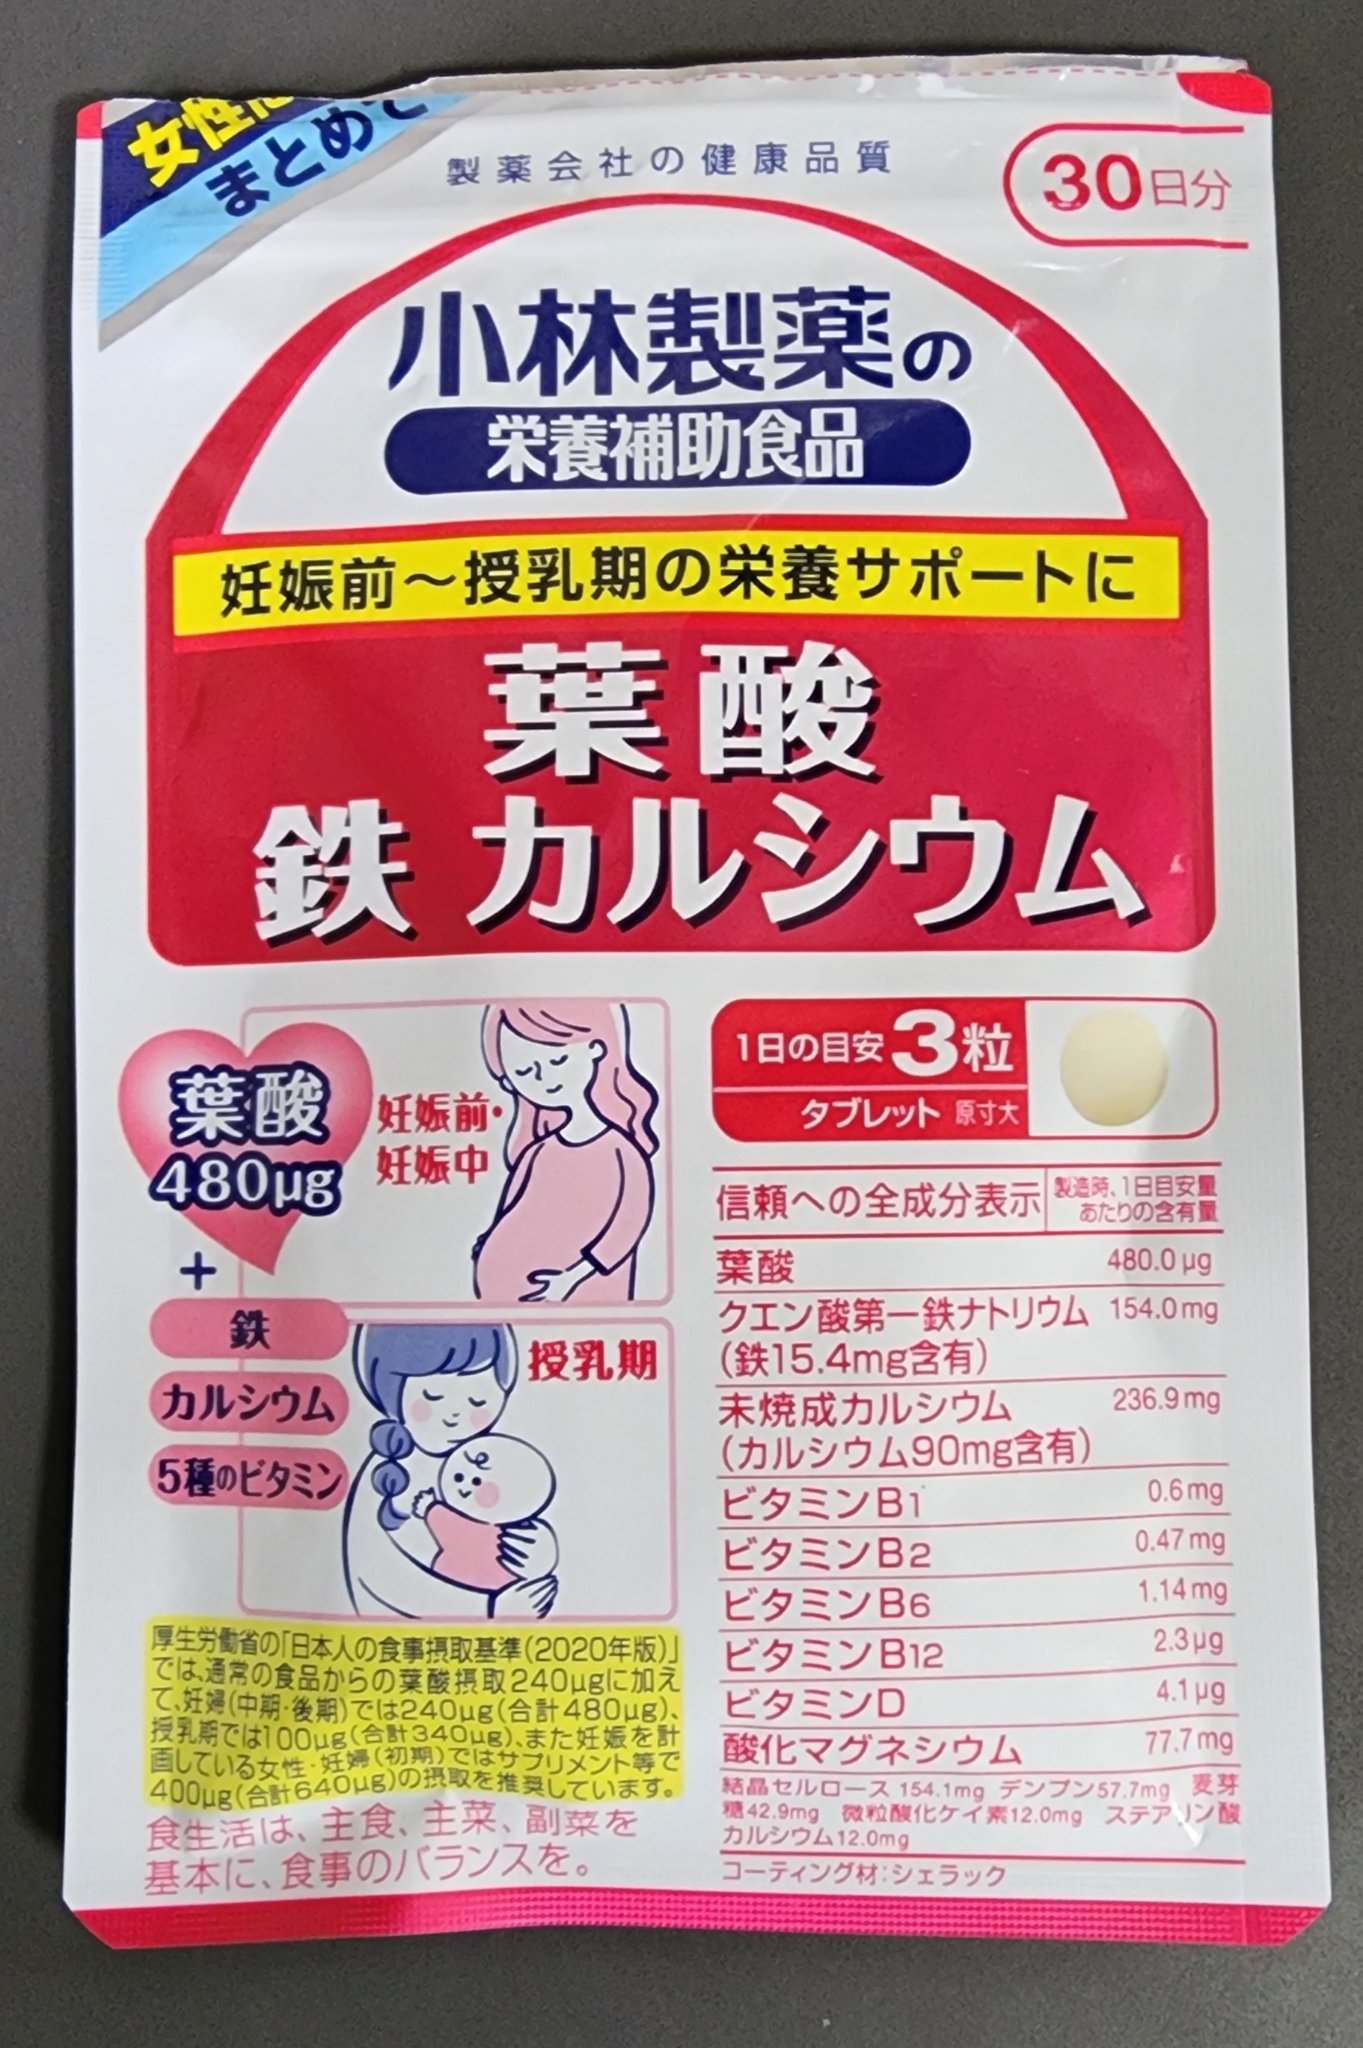 女性に
まとめて
製薬会社の健康品質
30日分
小林製薬の
栄養補助食品
妊娠前～授乳期の栄養サポートに
葉酸
鉄 カルシウム
葉酸
480μg
+
鉄
カルシウム
5種のビタミン
妊娠前・
妊娠中
授乳期
1日の目安3粒
タブレット 原寸大
信頼への全成分表示
製造時、1日目安量
あたりの含有量
葉酸 480.0μg
クエン酸第一鉄ナトリウム 154.0mg
(鉄15.4mg含有)
未焼成カルシウム 236.9mg
(カルシウム90mg含有)
ビタミンB1 0.6mg
ビタミンB2 0.47mg
ビタミンB6 1.14mg
ビタミンB12 2.3μg
ビタミンD 4.1μg
酸化マグネシウム 77.7mg
結晶セルロース 154.1mg デンプン57.7mg 麦芽
糖42.9mg 微粒酸化ケイ素12.0mg ステアリン酸
カルシウム12.0mg
コーティング材:シェラック
厚生労働省の「日本人の食事摂取基準(2020年版)」
では、通常の食品からの葉酸摂取240μgに加え
て、妊婦(中期・後期)では240μg(合計480μg)、
授乳期では100μg(合計340μg)、また妊娠を計
画している女性・妊婦(初期)ではサプリメント等で
400μg(合計640μg)の摂取を推奨しています。
食生活は、主食、主菜、副菜を
基本に、食事のバランスを。